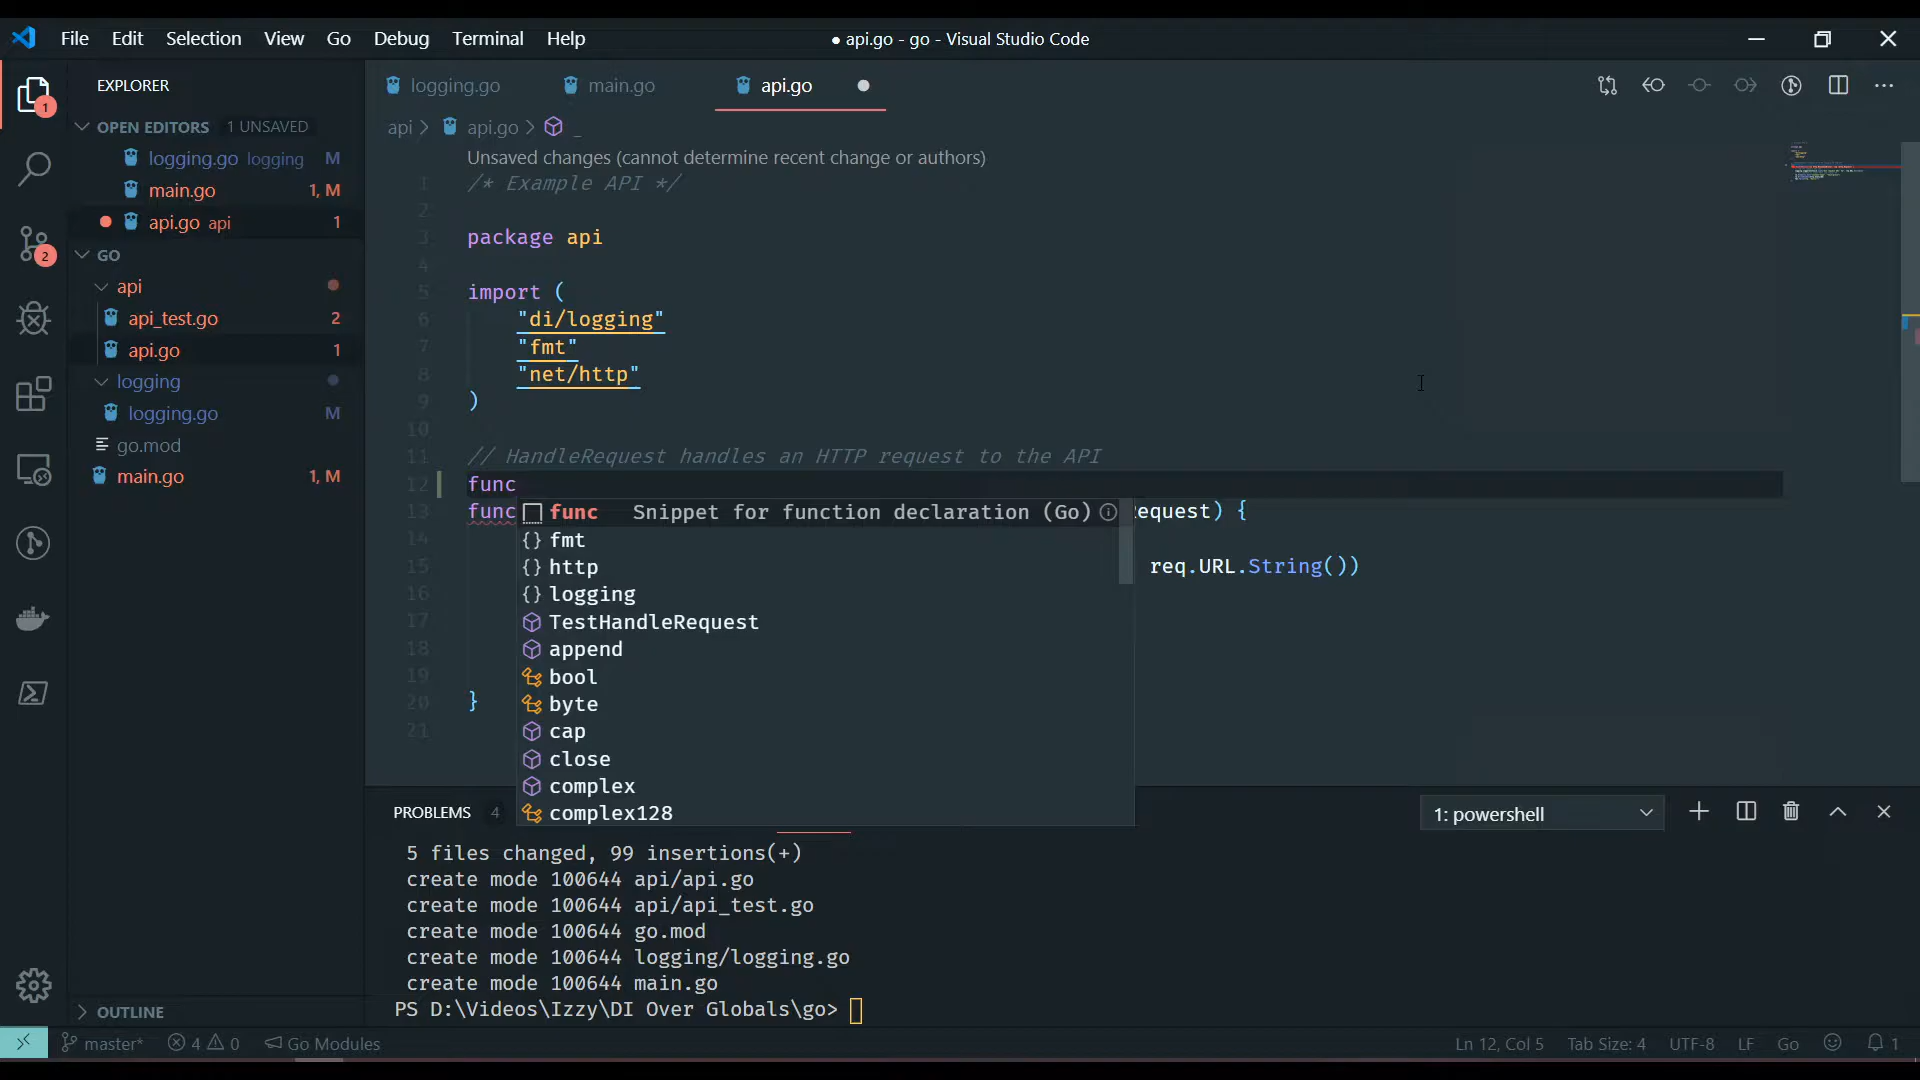 File Edit Selection View Go Debug Terminal Help
● api.go - go - Visual Studio Code
EXPLORER
OPEN EDITORS 1 UNSAVED
logging.go logging M
main.go 1, M
api.go api 1
GO
api
api_test.go 2
api.go 1
logging
logging.go M
go.mod
main.go 1, M
OUTLINE
1
2
logging.go main.go api.go
api > api.go > _
Unsaved changes (cannot determine recent change or authors)
1 /* Example API */
2
3 package api
4
5 import (
6 "di/logging"
7 "fmt"
8 "net/http"
9 )
10
11 // HandleRequest handles an HTTP request to the API
12 func
13 func equest) {
14
15 req.URL.String())
16
17
18
19
20 }
21
func Snippet for function declaration (Go)
{} fmt
{} http
{} logging
TestHandleRequest
append
bool
byte
cap
close
complex
complex128
PROBLEMS 4
1: powershell
5 files changed, 99 insertions(+)
create mode 100644 api/api.go
create mode 100644 api/api_test.go
create mode 100644 go.mod
create mode 100644 logging/logging.go
create mode 100644 main.go
PS D:\Videos\Izzy\DI Over Globals\go>
master* 4 0 Go Modules
Ln 12, Col 5 Tab Size: 4 UTF-8 LF Go 1